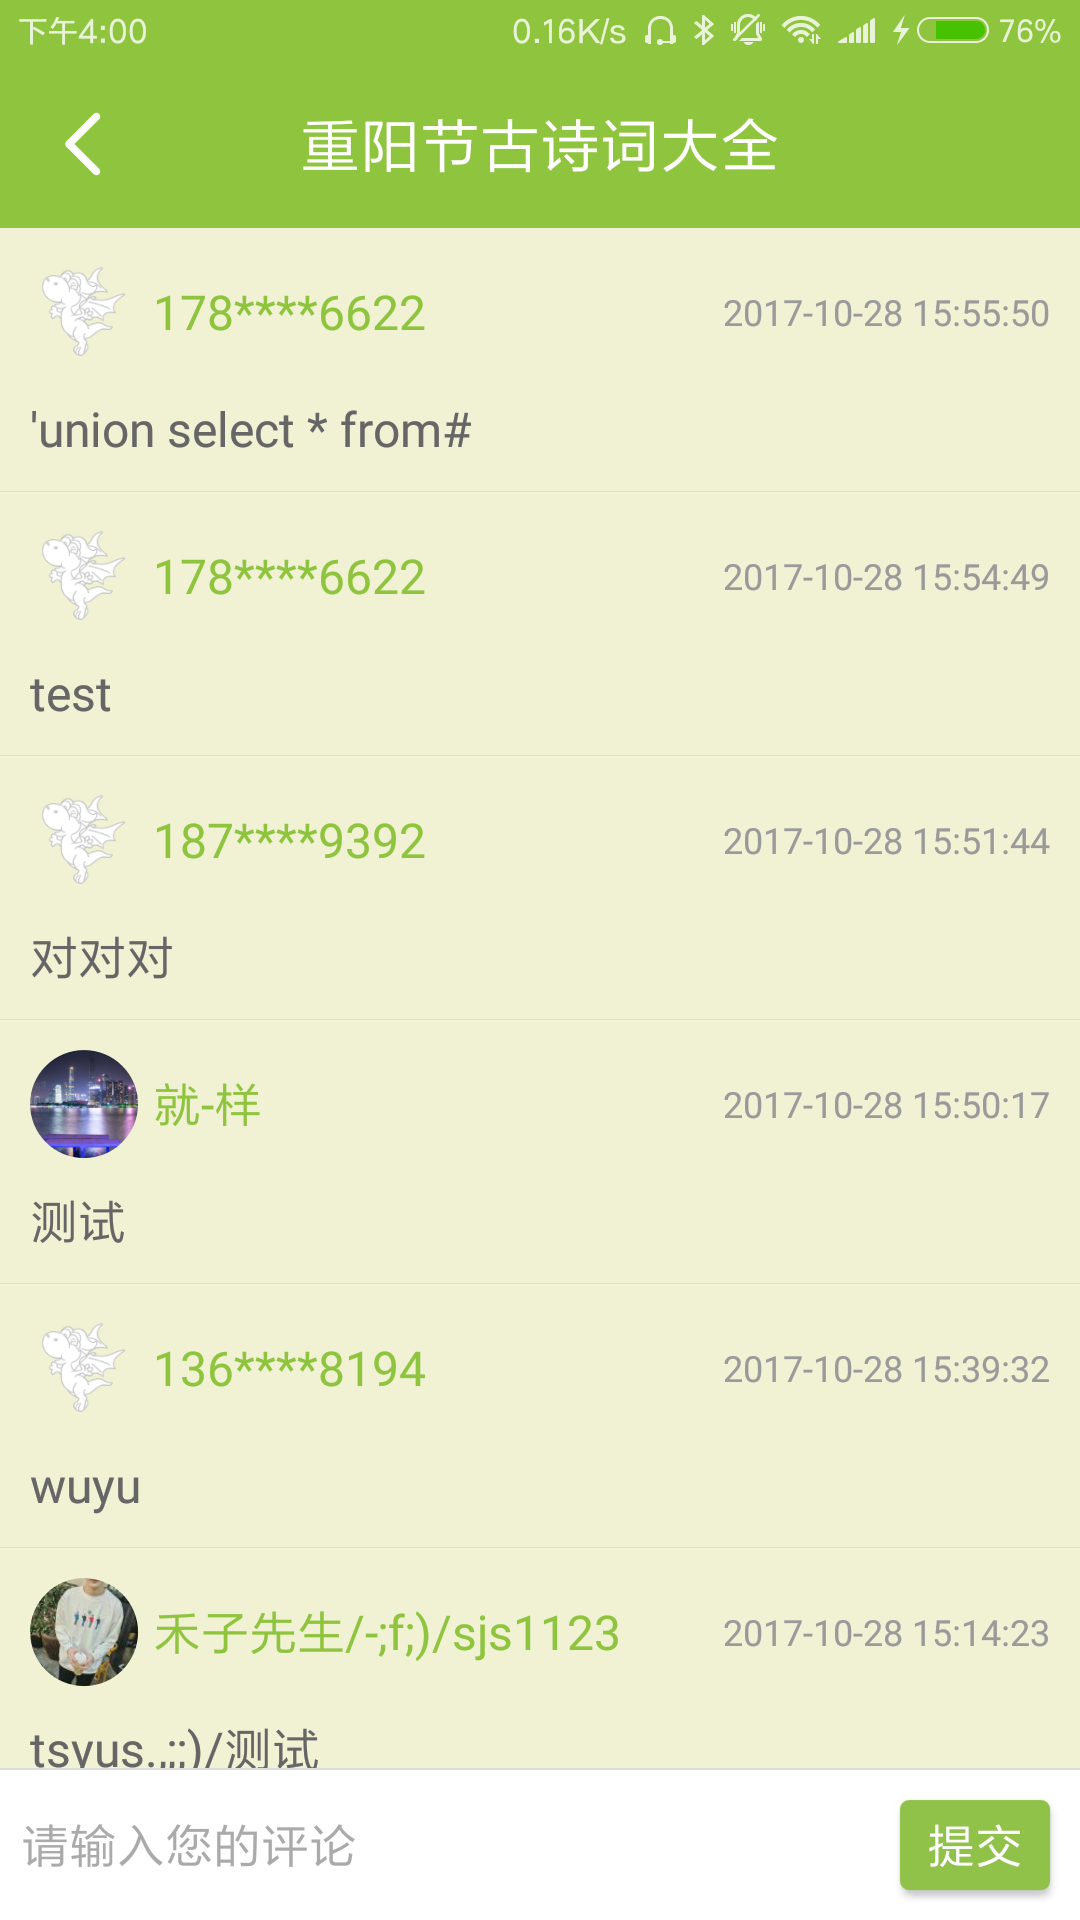 下午4:00 0.16K/s 76%
重阳节古诗词大全
178****6622 2017-10-28 15:55:50
'union select * from#
178****6622 2017-10-28 15:54:49
test
187****9392 2017-10-28 15:51:44
对对对
就-样 2017-10-28 15:50:17
测试
136****8194 2017-10-28 15:39:32
wuyu
禾子先生/-;f;)/sjs1123 2017-10-28 15:14:23
tsyus.,;;)/测试
请输入您的评论 提交